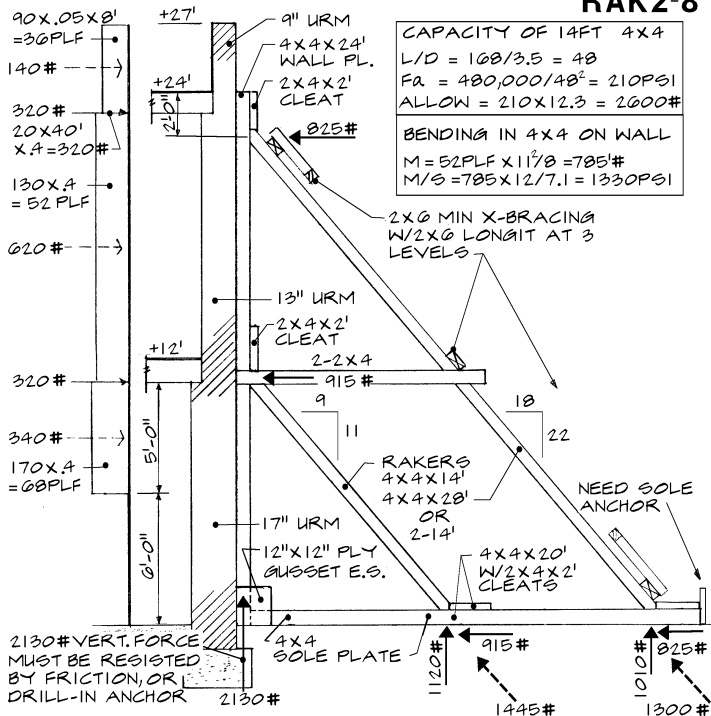 RAK2-8
90x.05x8'
=36PLF
140#
320#
20x40'
x.4=320#
130x.4
= 52 PLF
620#
320#
340#
170x.4
=68PLF
+27'
+24'
2'-0"
+12'
5'-0"
6'-0"
9" URM
4x4x24'
WALL PL.
2x4x2'
CLEAT
825#
CAPACITY OF 14FT 4x4
L/D = 168/3.5 = 48
Fa = 480,000/48² = 210PSI
ALLOW = 210x12.3 = 2600#
BENDING IN 4x4 ON WALL
M = 52PLF x11²/8 =785'#
M/S =785x12/7.1 = 1330PSI
2x6 MIN X-BRACING
W/2x6 LONGIT AT 3
LEVELS
13" URM
2x4x2'
CLEAT
2-2x4
915#
9
11
18
22
RAKERS
4x4x14'
4x4x28'
OR
2-14'
NEED SOLE
ANCHOR
17" URM
12"x12" PLY
GUSSET E.S.
4x4x20'
W/2x4x2'
CLEATS
4x4
SOLE PLATE
2130# VERT. FORCE
MUST BE RESISTED
BY FRICTION, OR
DRILL-IN ANCHOR
2130#
1120#
915#
1445#
1010#
825#
1300#